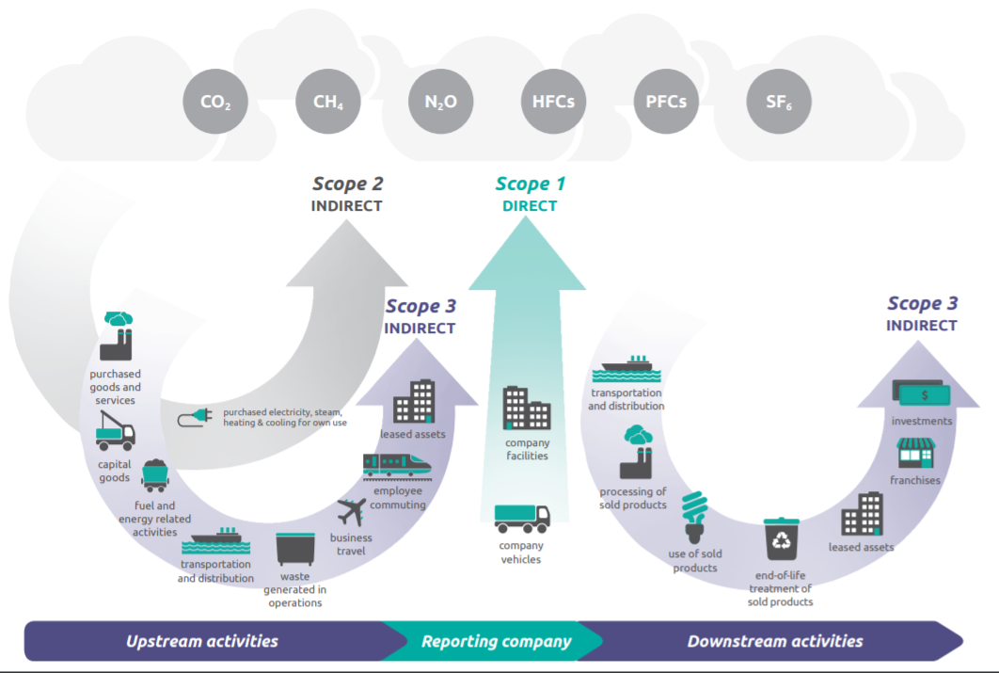 CO₂
CH₄
N₂O
HFCs
PFCs
SF₆
Scope 2
INDIRECT
Scope 1
DIRECT
Scope 3
INDIRECT
Scope 3
INDIRECT
purchased
goods and
services
capital
goods
fuel and
energy related
activities
transportation
and distribution
waste
generated in
operations
business
travel
employee
commuting
leased assets
purchased electricity, steam,
heating & cooling for own use
company
facilities
company
vehicles
transportation
and distribution
processing of
sold products
use of sold
products
end-of-life
treatment of
sold products
leased assets
franchises
$
investments
Upstream activities
Reporting company
Downstream activities